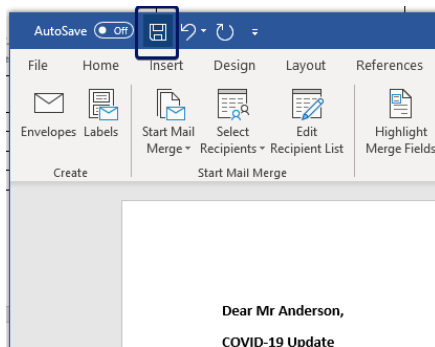 AutoSave Off
File Home Insert Design Layout References
Envelopes Labels Start Mail Merge Select Recipients Edit Recipient List Highlight Merge Fields
Create Start Mail Merge
Dear Mr Anderson,
COVID-19 Update